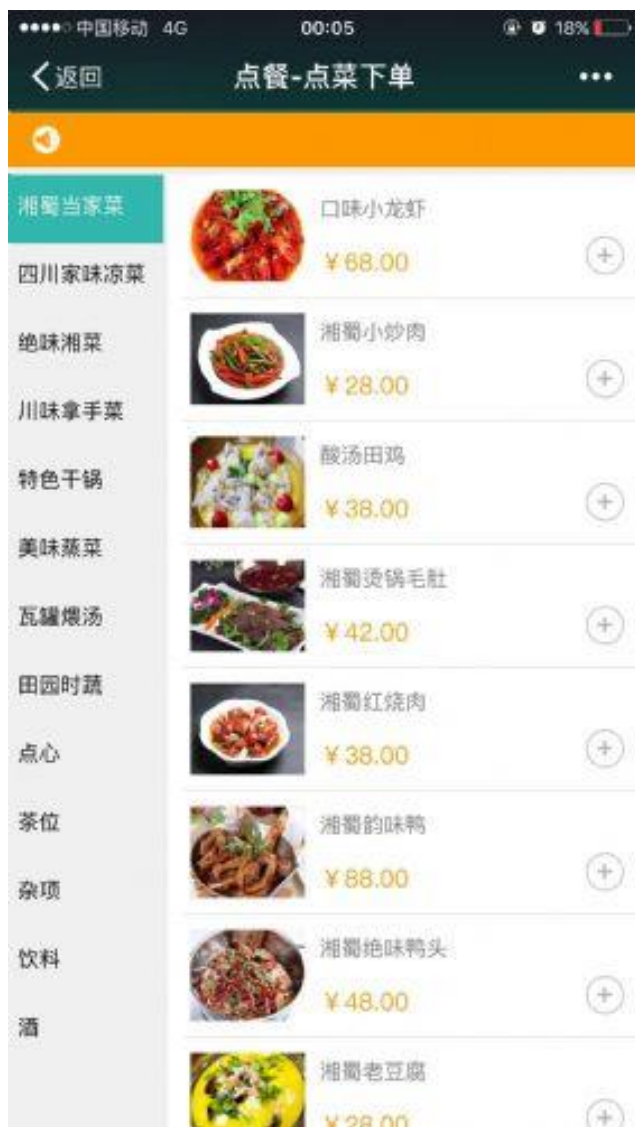 中国移动 4G 00:05 18%
返回 点餐-点菜下单
湘蜀当家菜
四川家味凉菜
绝味湘菜
川味拿手菜
特色干锅
美味蒸菜
瓦罐煨汤
田园时蔬
点心
茶位
杂项
饮料
酒
口味小龙虾
¥68.00
湘蜀小炒肉
¥28.00
酸汤田鸡
¥38.00
湘蜀烫锅毛肚
¥42.00
湘蜀红烧肉
¥38.00
湘蜀韵味鸭
¥88.00
湘蜀绝味鸭头
¥48.00
湘蜀老豆腐
¥28.00